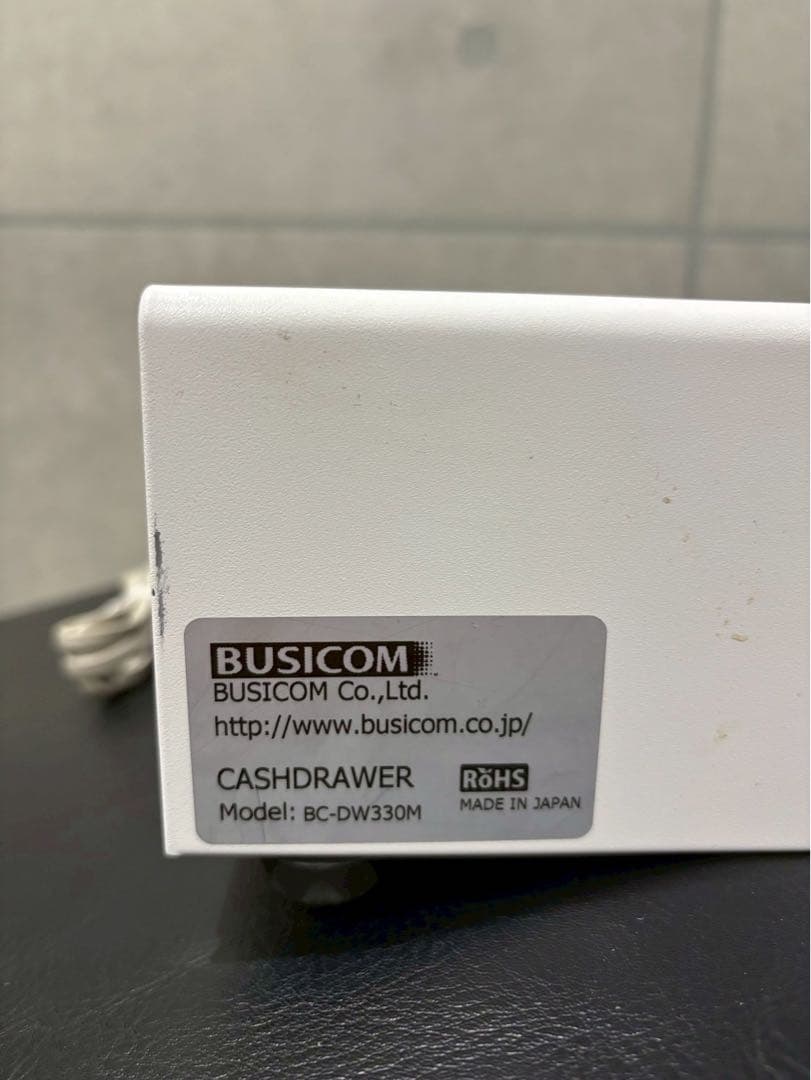 BUSICOM
BUSICOM Co.,Ltd.
http://www.busicom.co.jp/
CASHDRAWER
RoHS
Model: BC-DW330M
MADE IN JAPAN